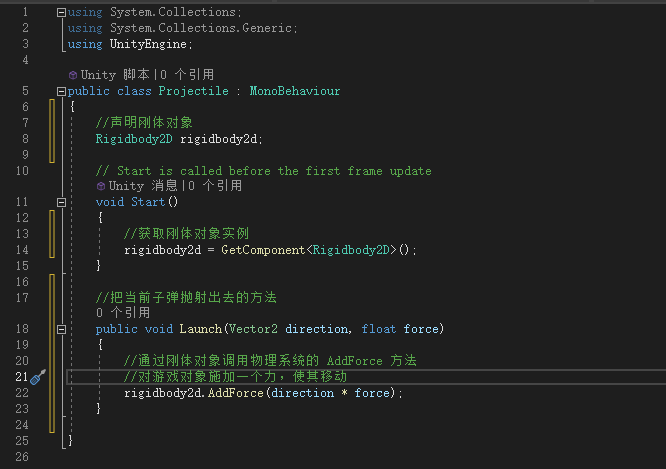 1 using System.Collections;
2 using System.Collections.Generic;
3 using UnityEngine;
4
Unity 脚本|0 个引用
5 public class Projectile : MonoBehaviour
6 {
7 //声明刚体对象
8 Rigidbody2D rigidbody2d;
9
10 // Start is called before the first frame update
Unity 消息|0 个引用
11 void Start()
12 {
13 //获取刚体对象实例
14 rigidbody2d = GetComponent<Rigidbody2D>();
15 }
16
17 //把当前子弹抛射出去的方法
0 个引用
18 public void Launch(Vector2 direction, float force)
19 {
20 //通过刚体对象调用物理系统的 AddForce 方法
21 //对游戏对象施加一个力，使其移动
22 rigidbody2d.AddForce(direction * force);
23 }
24
25 }
26